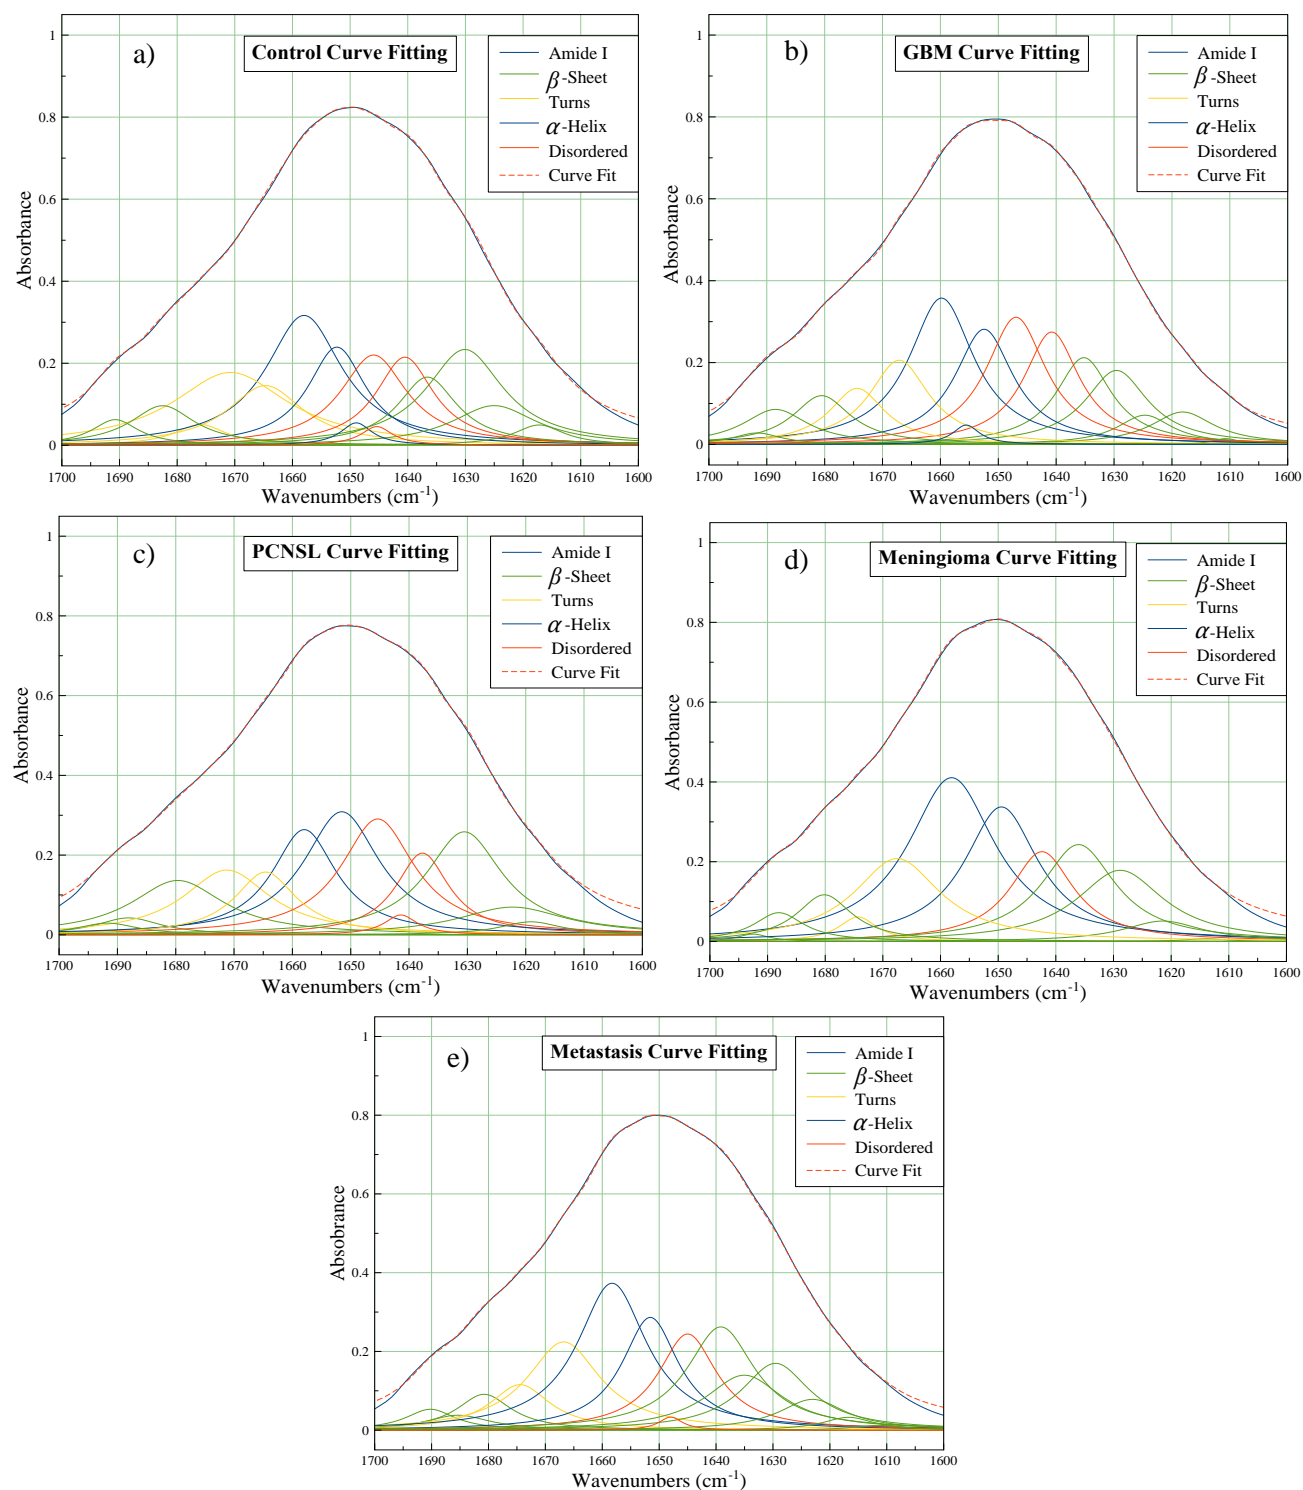 a)
Control Curve Fitting
Amide I
β-Sheet
Turns
α-Helix
Disordered
Curve Fit
Absorbance
1
0.8
0.6
0.4
0.2
0
1700 1690 1680 1670 1660 1650 1640 1630 1620 1610 1600
Wavenumbers (cm-1)
b)
GBM Curve Fitting
Amide I
β-Sheet
Turns
α-Helix
Disordered
Curve Fit
Absorbance
1
0.8
0.6
0.4
0.2
0
1700 1690 1680 1670 1660 1650 1640 1630 1620 1610 1600
Wavenumbers (cm-1)
c)
PCNSL Curve Fitting
Amide I
β-Sheet
Turns
α-Helix
Disordered
Curve Fit
Absorbance
1
0.8
0.6
0.4
0.2
0
1700 1690 1680 1670 1660 1650 1640 1630 1620 1610 1600
Wavenumbers (cm-1)
d)
Meningioma Curve Fitting
Amide I
β-Sheet
Turns
α-Helix
Disordered
Curve Fit
Absorbance
1
0.8
0.6
0.4
0.2
0
1700 1690 1680 1670 1660 1650 1640 1630 1620 1610 1600
Wavenumbers (cm-1)
e)
Metastasis Curve Fitting
Amide I
β-Sheet
Turns
α-Helix
Disordered
Curve Fit
Absobrance
1
0.8
0.6
0.4
0.2
0
1700 1690 1680 1670 1660 1650 1640 1630 1620 1610 1600
Wavenumbers (cm-1)